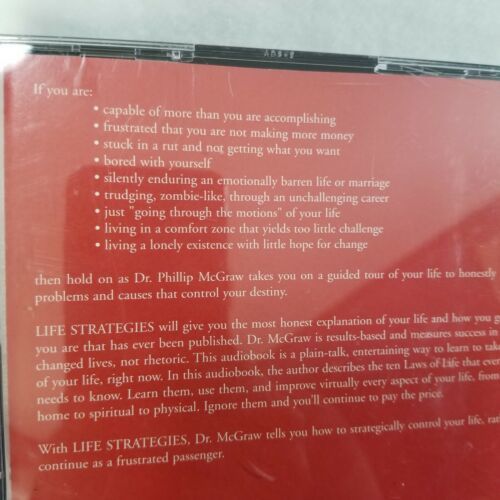 If you are:
• capable of more than you are accomplishing
• frustrated that you are not making more money
• stuck in a rut and not getting what you want
• bored with yourself
• silently enduring an emotionally barren life or marriage
• trudging, zombie-like, through an unchallenging career
• just "going through the motions" of your life
• living in a comfort zone that yields too little challenge
• living a lonely existence with little hope for change
then hold on as Dr. Phillip McGraw takes you on a guided tour of your life to honestly
problems and causes that control your destiny.
LIFE STRATEGIES will give you the most honest explanation of your life and how you g
you are that has ever been published. Dr. McGraw is results-based and measures success in
changed lives, not rhetoric. This audiobook is a plain-talk, entertaining way to learn to take
of your life, right now. In this audiobook, the author describes the ten Laws of Life that ever
needs to know. Learn them, use them, and improve virtually every aspect of your life, from
home to spiritual to physical. Ignore them and you'll continue to pay the price.
With LIFE STRATEGIES, Dr. McGraw tells you how to strategically control your life, rat
continue as a frustrated passenger.